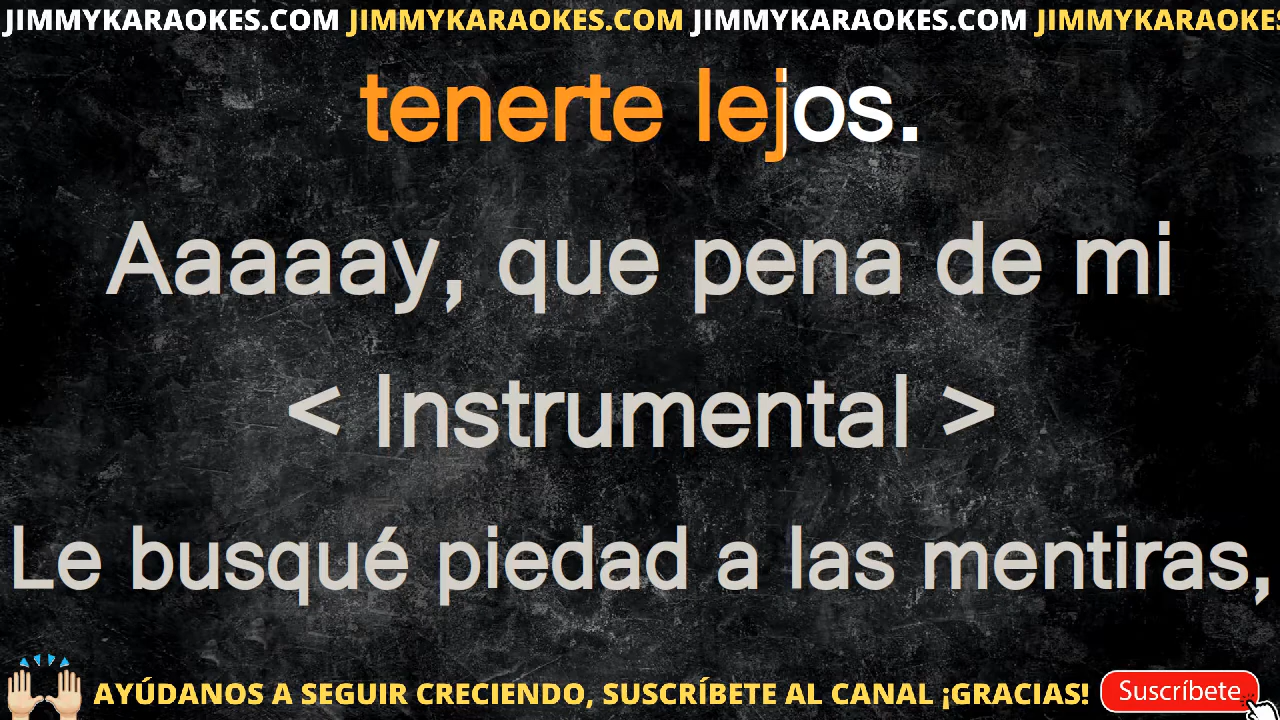 JIMMYKARAOKES.COM JIMMYKARAOKES.COM JIMMYKARAOKES.COM JIMMYKARAOKES
tenerte lejos.
Aaaaay, que pena de mi
< Instrumental >
Le busqué piedad a las mentiras,
AYÚDANOS A SEGUIR CRECIENDO, SUSCRÍBETE AL CANAL ¡GRACIAS! Suscríbete